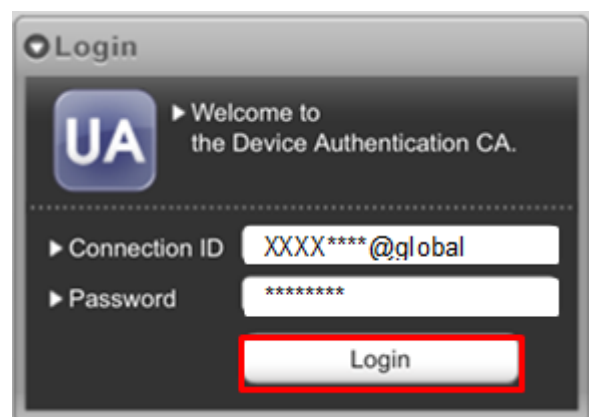 Login
UA
▶Welcome to
the Device Authentication CA.
▶Connection ID XXXX****@global
▶Password ********
Login